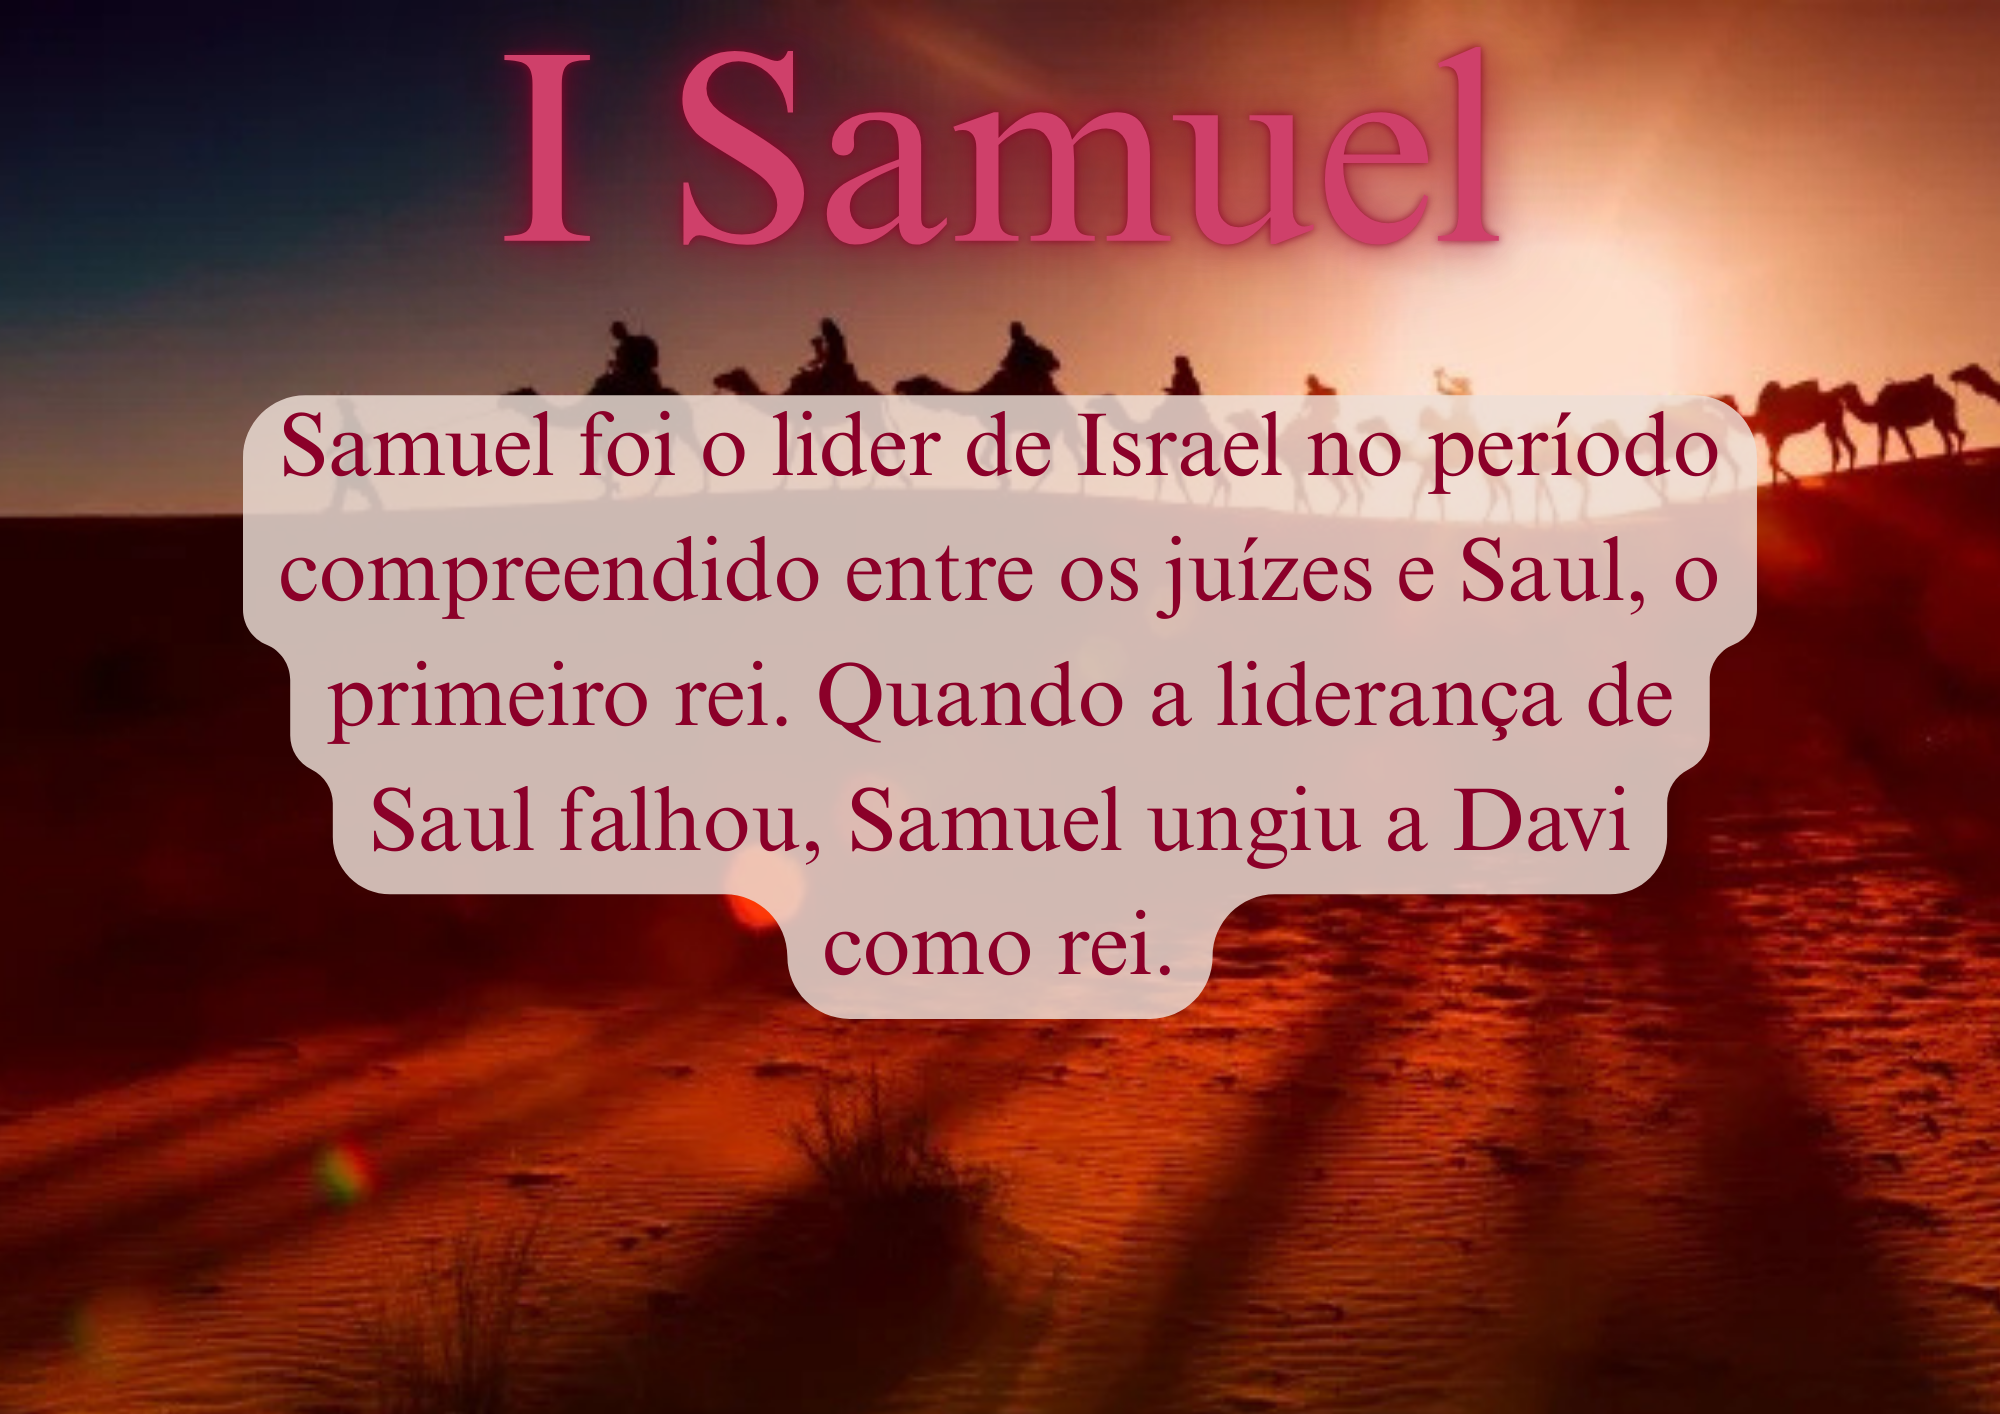 I Samuel
Samuel foi o lider de Israel no período
compreendido entre os juízes e Saul, o
primeiro rei. Quando a liderança de
Saul falhou, Samuel ungiu a Davi
como rei.